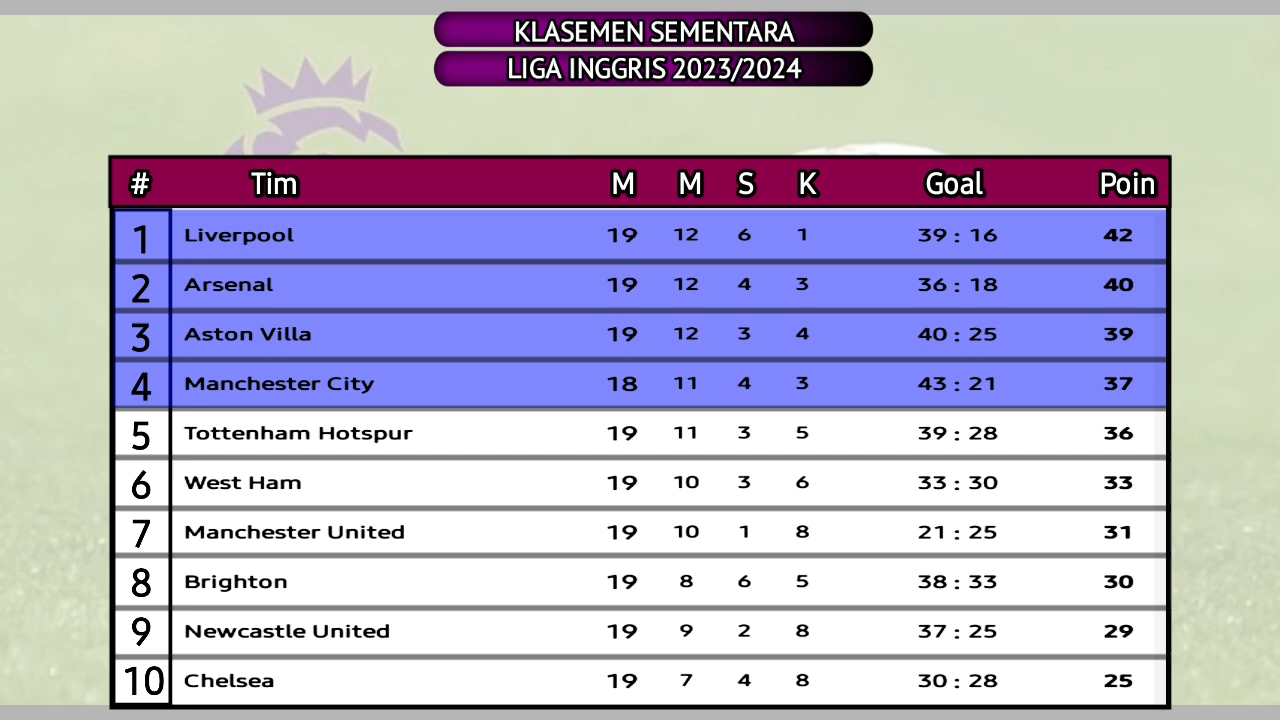 KLASEMEN SEMENTARA
LIGA INGGRIS 2023/2024
# Tim M M S K Goal Poin
1 Liverpool 19 12 6 1 39 : 16 42
2 Arsenal 19 12 4 3 36 : 18 40
3 Aston Villa 19 12 3 4 40 : 25 39
4 Manchester City 18 11 4 3 43 : 21 37
5 Tottenham Hotspur 19 11 3 5 39 : 28 36
6 West Ham 19 10 3 6 33 : 30 33
7 Manchester United 19 10 1 8 21 : 25 31
8 Brighton 19 8 6 5 38 : 33 30
9 Newcastle United 19 9 2 8 37 : 25 29
10 Chelsea 19 7 4 8 30 : 28 25